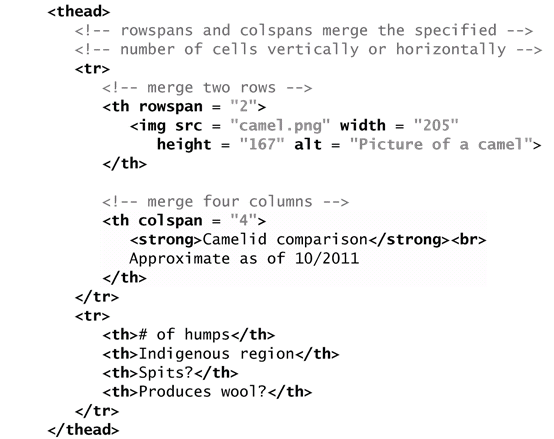 <thead>
<!-- rowspans and colspans merge the specified -->
<!-- number of cells vertically or horizontally -->
<tr>
<!-- merge two rows -->
<th rowspan = "2">
<img src = "camel.png" width = "205"
height = "167" alt = "Picture of a camel">
</th>
<!-- merge four columns -->
<th colspan = "4">
<strong>Camelid comparison</strong><br>
Approximate as of 10/2011
</th>
</tr>
<tr>
<th># of humps</th>
<th>Indigenous region</th>
<th>Spits?</th>
<th>Produces wool?</th>
</tr>
</thead>